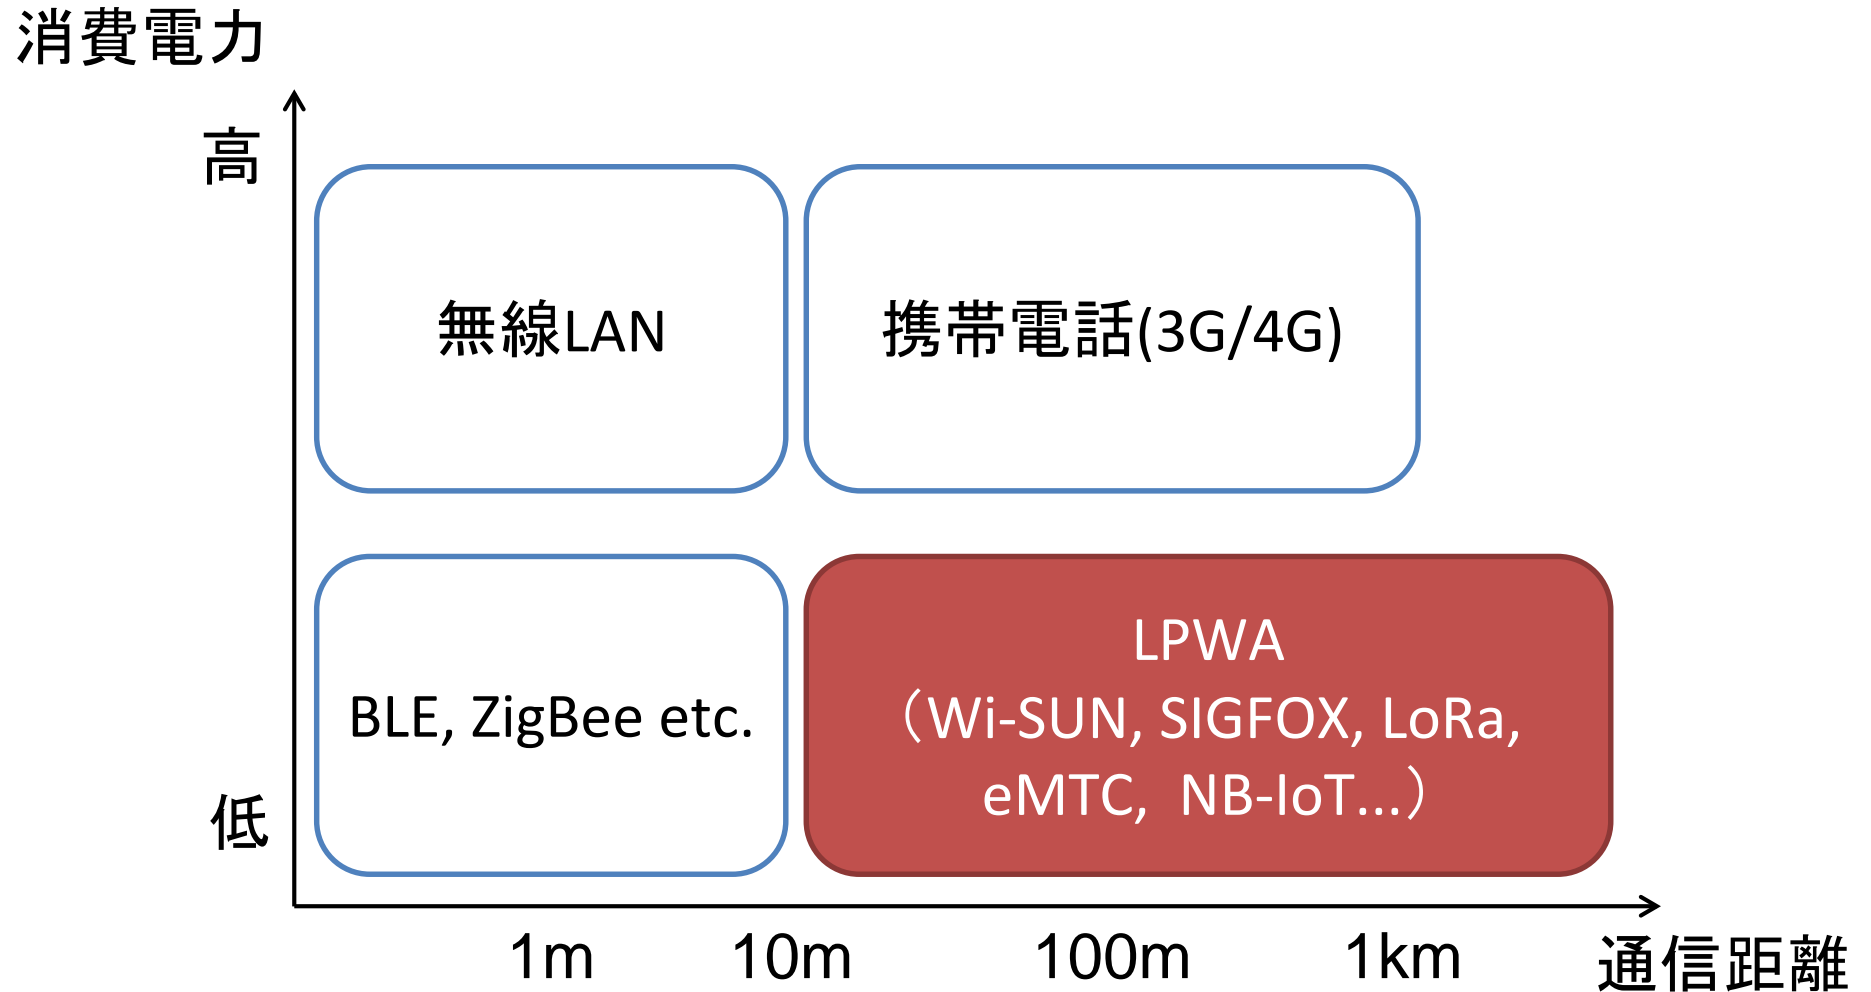 消費電力
高
無線LAN
携帯電話(3G/4G)
LPWA
（Wi-SUN, SIGFOX, LoRa,
eMTC,  NB-IoT...）
BLE, ZigBee etc.
低
1m
10m
100m
1km
通信距離